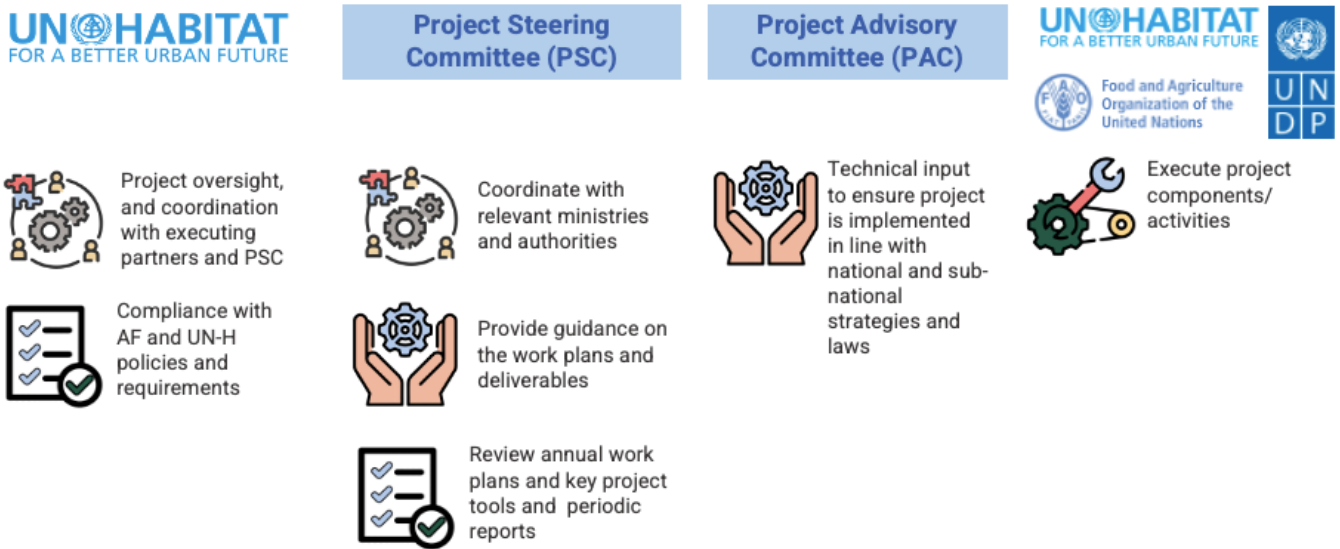 UN HABITAT
FOR A BETTER URBAN FUTURE
Project oversight,
and coordination
with executing
partners and PSC
Compliance with
AF and UN-H
policies and
requirements
Project Steering
Committee (PSC)
Coordinate with
relevant ministries
and authorities
Provide guidance on
the work plans and
deliverables
Review annual work
plans and key project
tools and periodic
reports
Project Advisory
Committee (PAC)
Technical input
to ensure project
is implemented
in line with
national and sub-
national
strategies and
laws
UN HABITAT
FOR A BETTER URBAN FUTURE
F A O
FIAT PANIS
Food and Agriculture
Organization of the
United Nations
U N
D P
Execute project
components/
activities